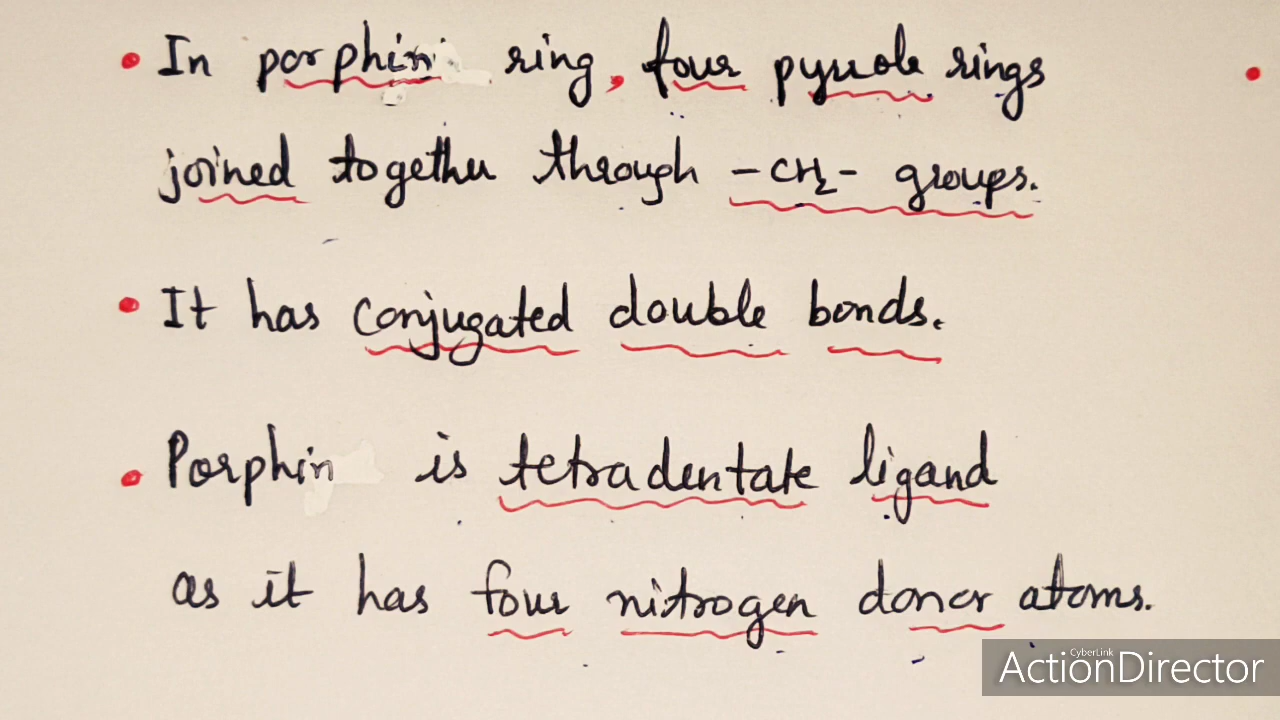 • In porphin ring, four pyrrole rings
joined together through -CH₂- groups.
• It has conjugated double bonds.
• Porphin is tetradentate ligand
as it has four nitrogen donor atoms.
CyberLink
ActionDirector